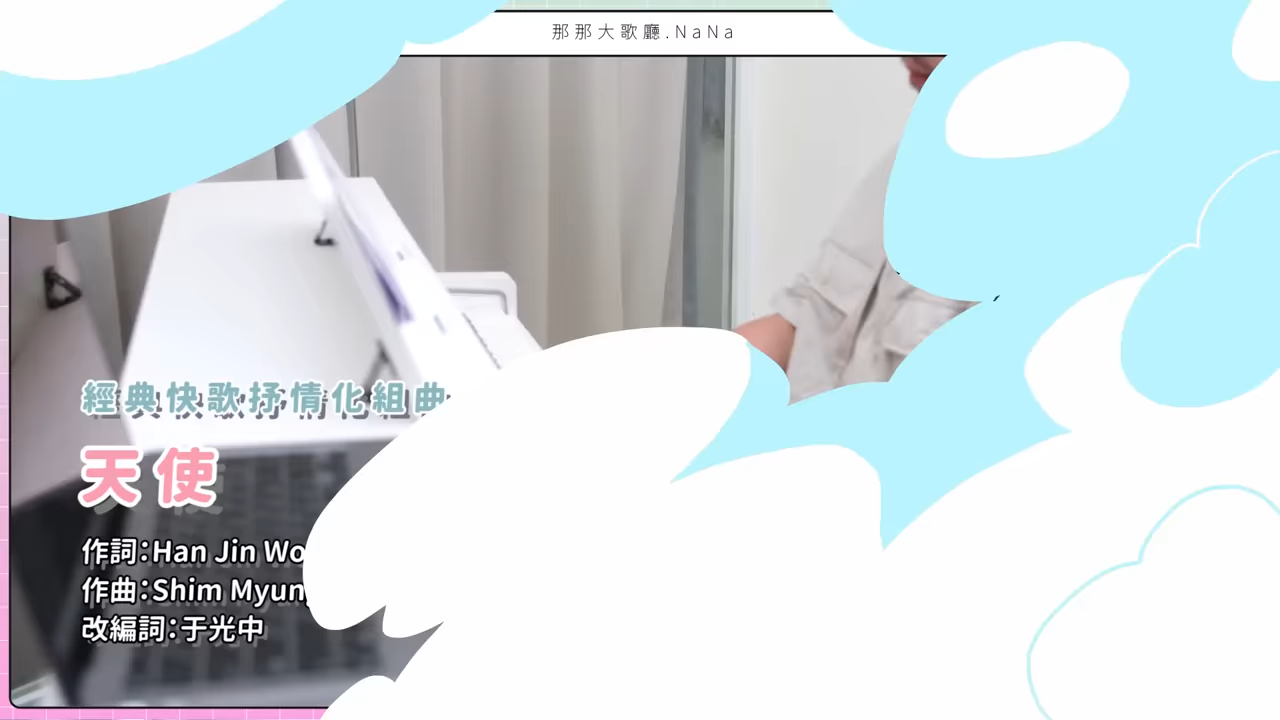 那那大歌廳.NaNa
經典快歌抒情化組曲
天使
作詞:Han Jin Wo
作曲:Shim Myun
改編詞:于光中